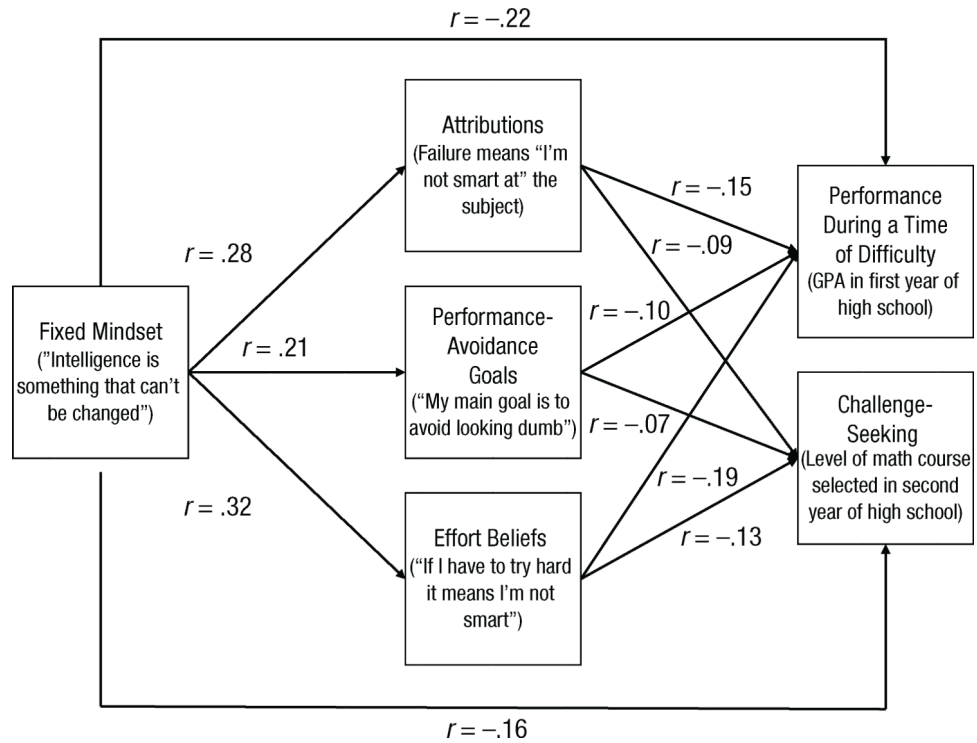 r = –.22
Attributions
(Failure means “I’m
not smart at” the
subject)
r = .28
Fixed Mindset
(”Intelligence is
something that can’t
be changed”)
r = .21
Performance-
Avoidance
Goals
(“My main goal is to
avoid looking dumb”)
r = .32
Effort Beliefs
(“If I have to try hard
it means I’m not
smart”)
r = –.15
r = –.09
r = –.10
r = –.07
r = –.19
r = –.13
Performance
During a Time
of Difficulty
(GPA in first year of
high school)
Challenge-
Seeking
(Level of math course
selected in second
year of high school)
r = –.16